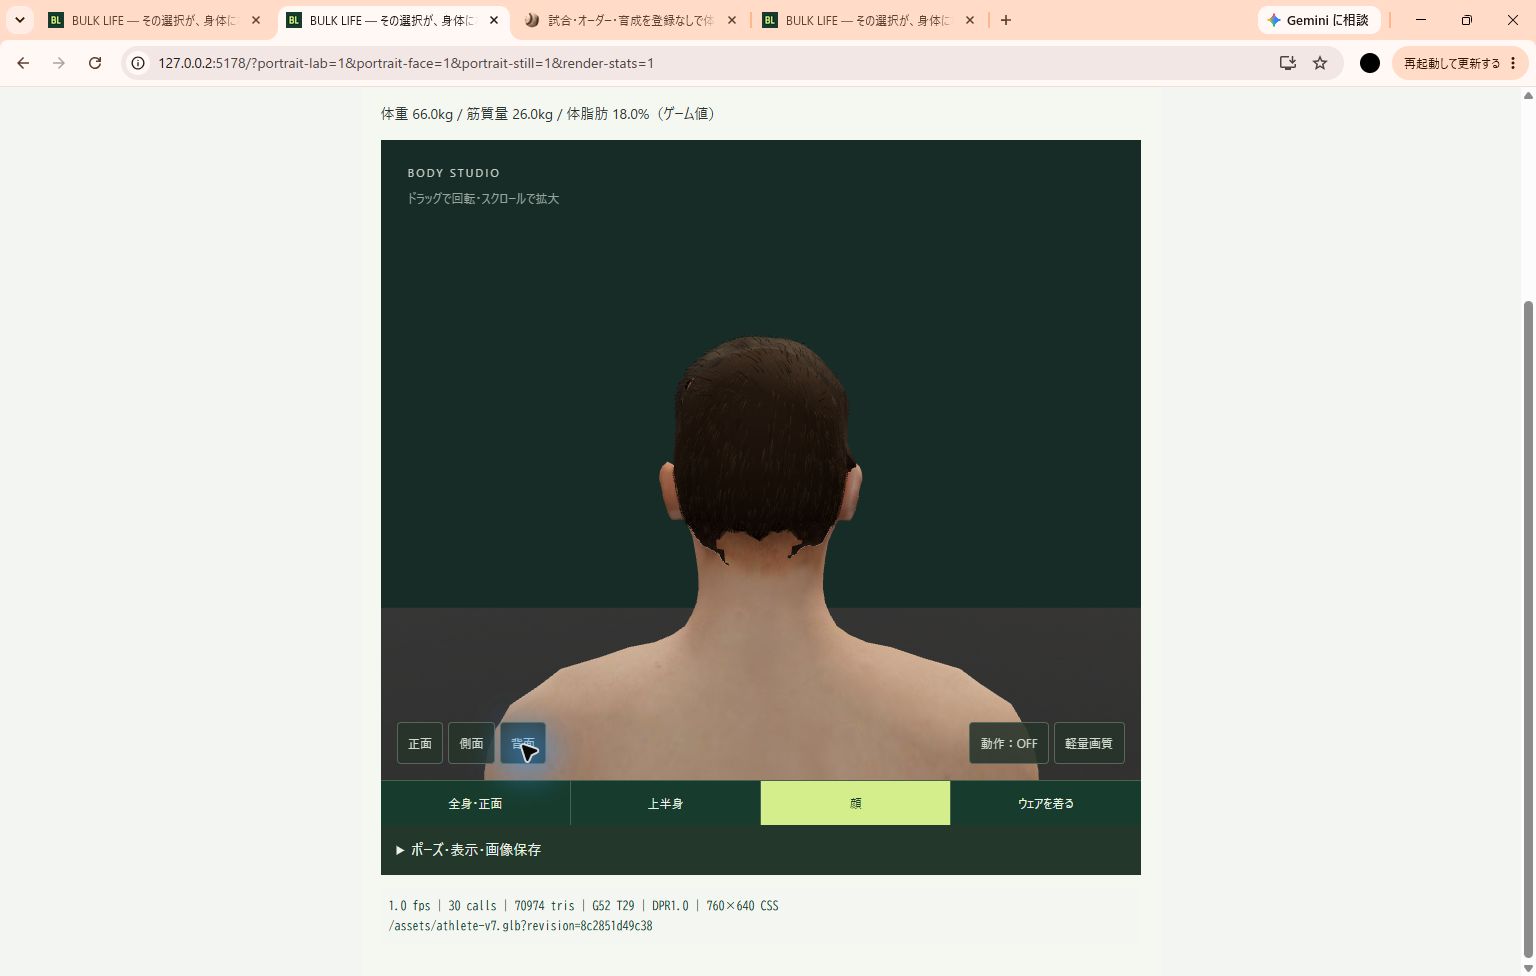 BULK LIFE — その選択が、身体に
BULK LIFE — その選択が、身体に
試合・オーダー・育成を登録なしで体
BULK LIFE — その選択が、身体に
Gemini に相談
127.0.0.2:5178/?portrait-lab=1&portrait-face=1&portrait-still=1&render-stats=1
再起動して更新する
体重 66.0kg / 筋質量 26.0kg / 体脂肪 18.0%（ゲーム値）
BODY STUDIO
ドラッグで回転・スクロールで拡大
正面
側面
背面
動作：OFF
軽量画質
全身・正面
上半身
顔
ウェアを着る
▶ ポーズ・表示・画像保存
1.0 fps | 30 calls | 70974 tris | G52 T29 | DPR1.0 | 760×640 CSS
/assets/athlete-v7.glb?revision=8c2851d49c38